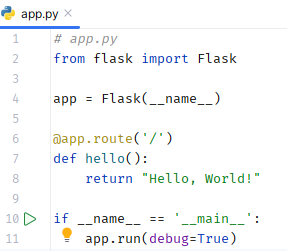 app.py ×
1 # app.py
2 from flask import Flask
3
4 app = Flask(__name__)
5
6 @app.route('/')
7 def hello():
8     return "Hello, World!"
9
10 if __name__ == '__main__':
11     app.run(debug=True)